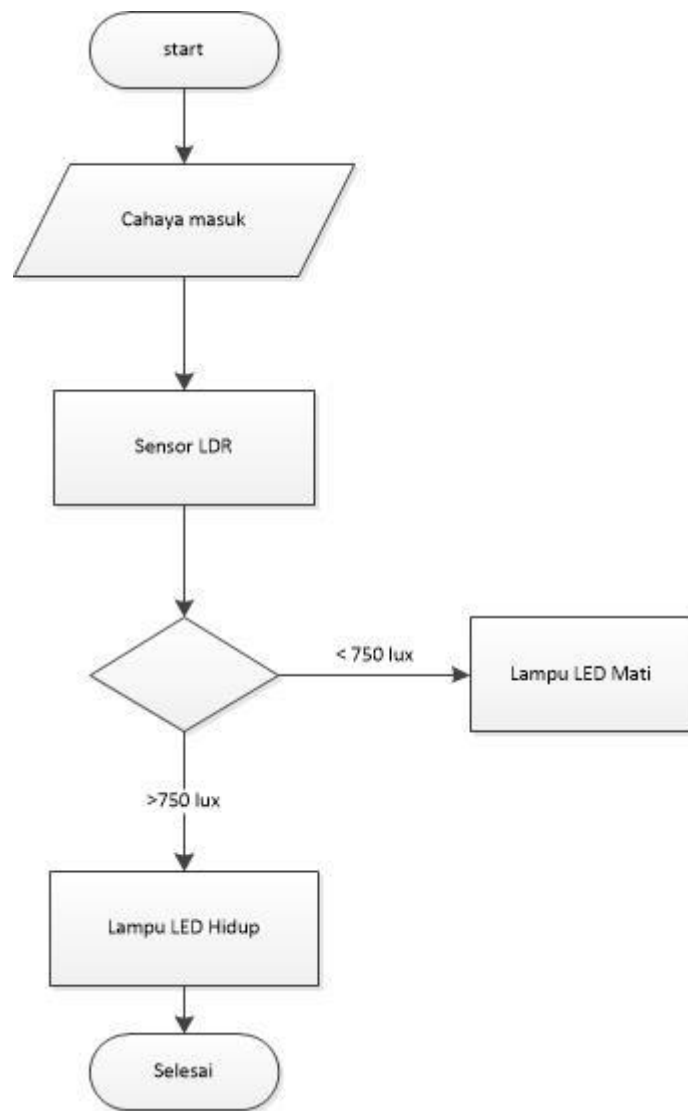 start
Cahaya masuk
Sensor LDR
< 750 lux
Lampu LED Mati
>750 lux
Lampu LED Hidup
Selesai